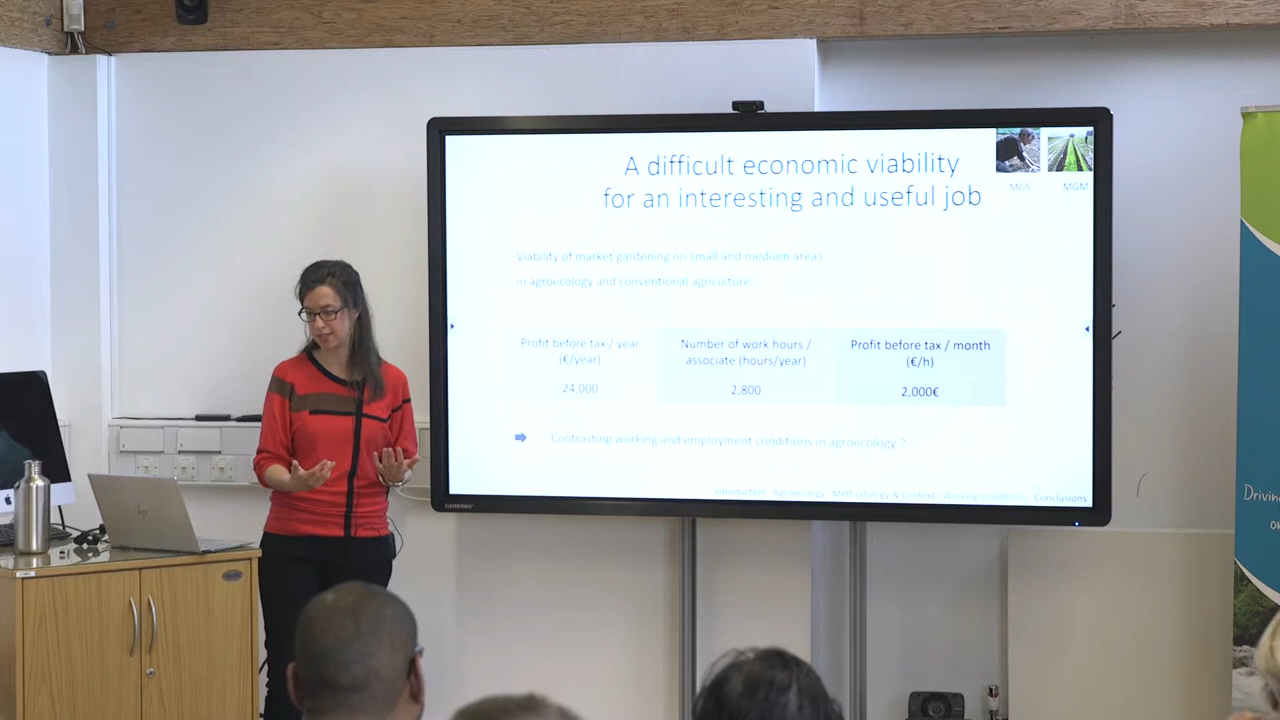 A difficult economic viability
for an interesting and useful job
MGS
MGM
Viability of market gardening on small and medium areas
in agroecology and conventional agriculture:
Profit before tax / year
(€/year)
24,000
Number of work hours /
associate (hours/year)
2,800
Profit before tax / month
(€/h)
2,000€
Contrasting working and employment conditions in agroecology ?
Introduction Agroecology Methodology & Context Working conditions Conclusions
CLEVERTOUCH
hp
Drivin